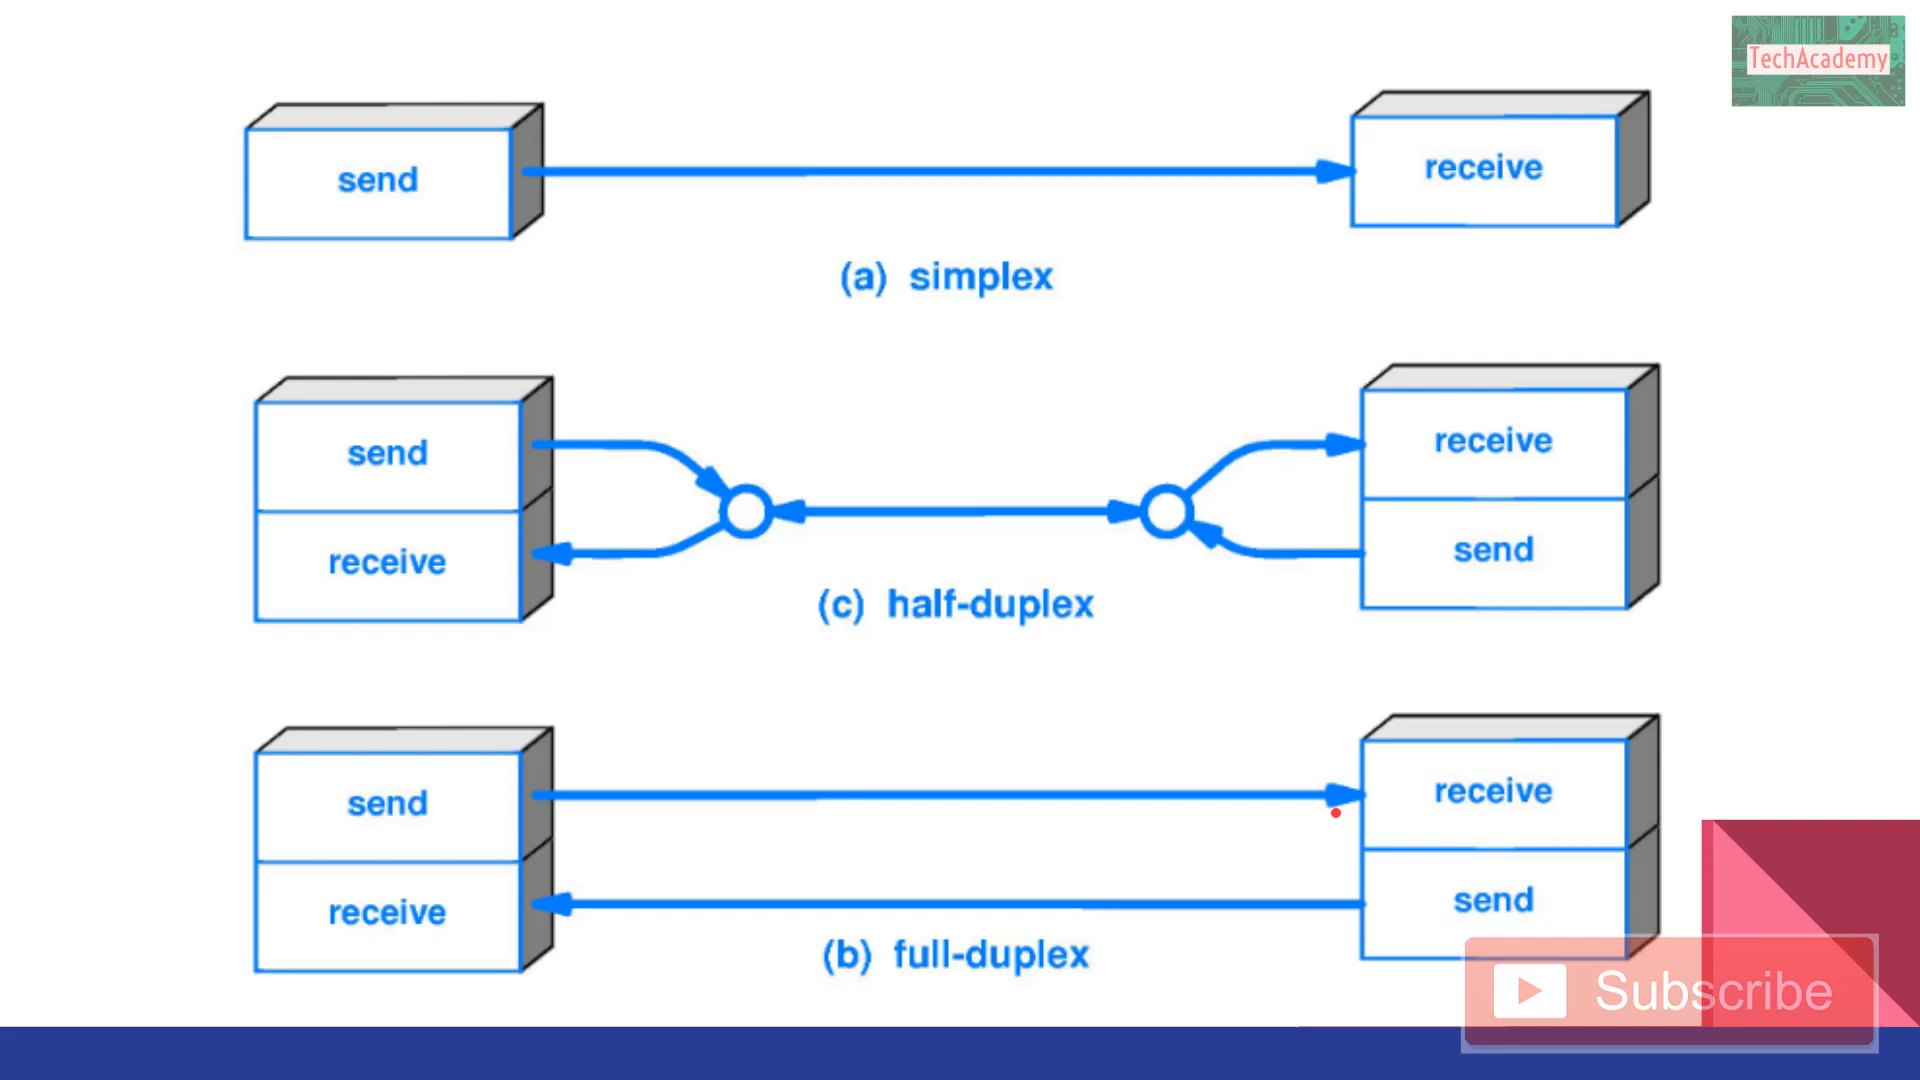 TechAcademy
send
receive
(a) simplex
send
receive
receive
send
(c) half-duplex
send
receive
receive
send
(b) full-duplex
Subscribe